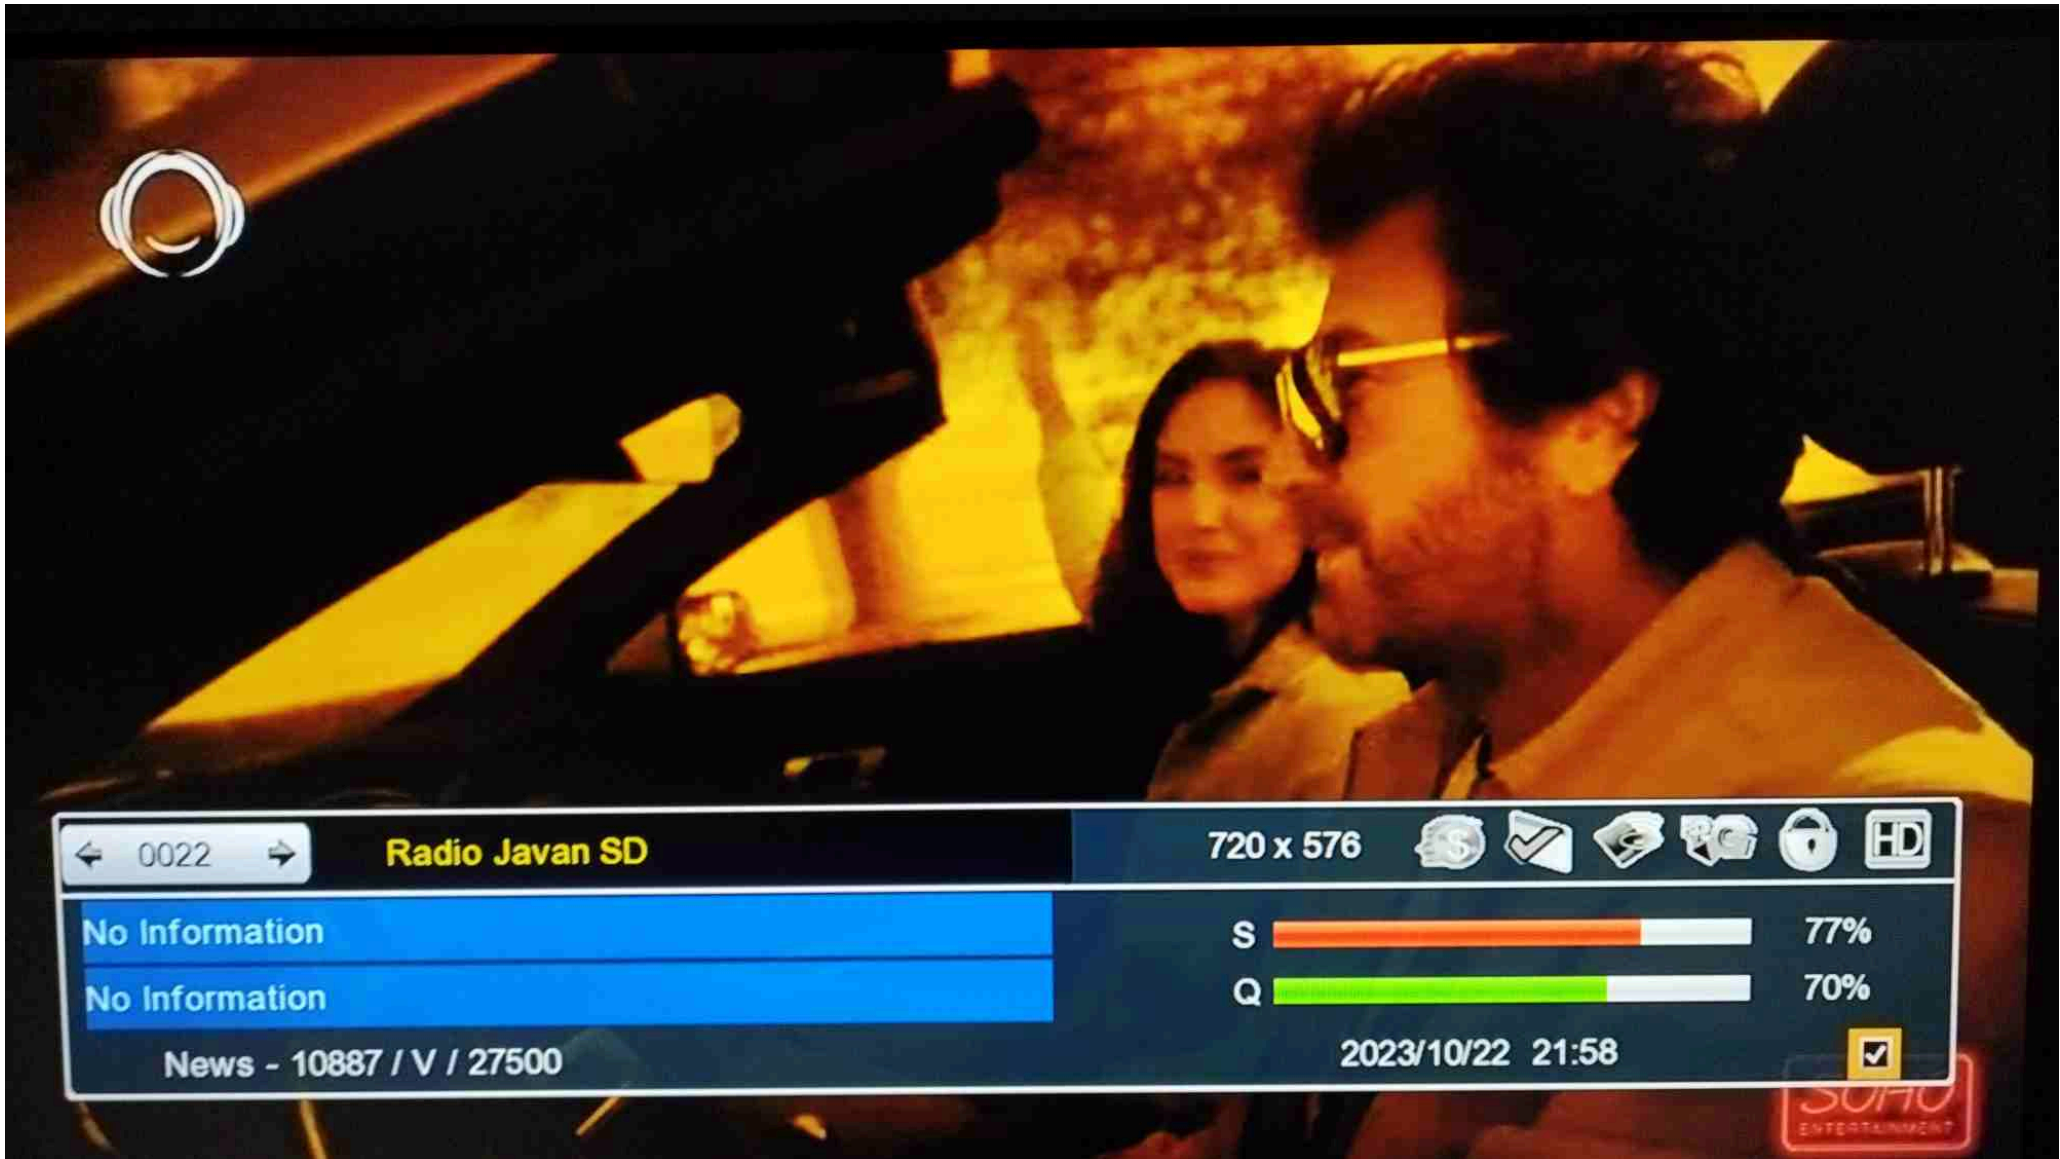 0022
Radio Javan SD
720 x 576
HD
No Information
S 77%
No Information
Q 70%
News - 10887 / V / 27500
2023/10/22 21:58
SOHO
ENTERTAINMENT